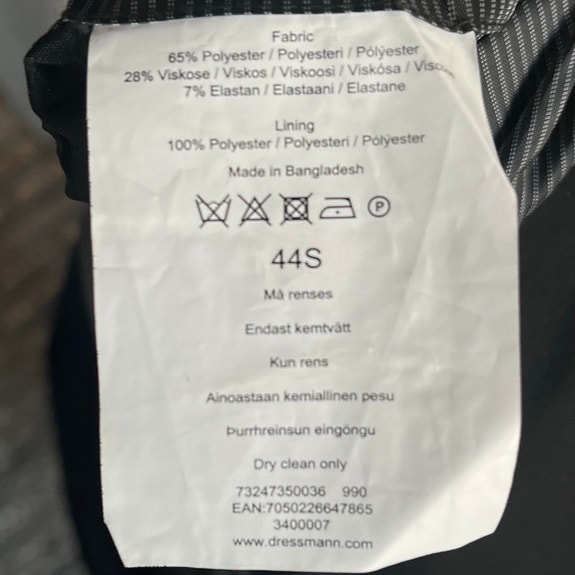 Fabric
65% Polyester / Polyesteri / Pólýester
28% Viskose / Viskos / Viskoosi / Viskósa /
7% Elastan / Elastaani / Elastane
Lining
100% Polyester / Polyesteri / Pólýester
Made in Bangladesh
P
44S
Må renses
Endast kemtvätt
Kun rens
Ainoastaan kemiallinen pesu
Þurrhreinsun eingöngu
Dry clean only
73247350036 990
EAN:7050226647865
3400007
www.dressmann.com